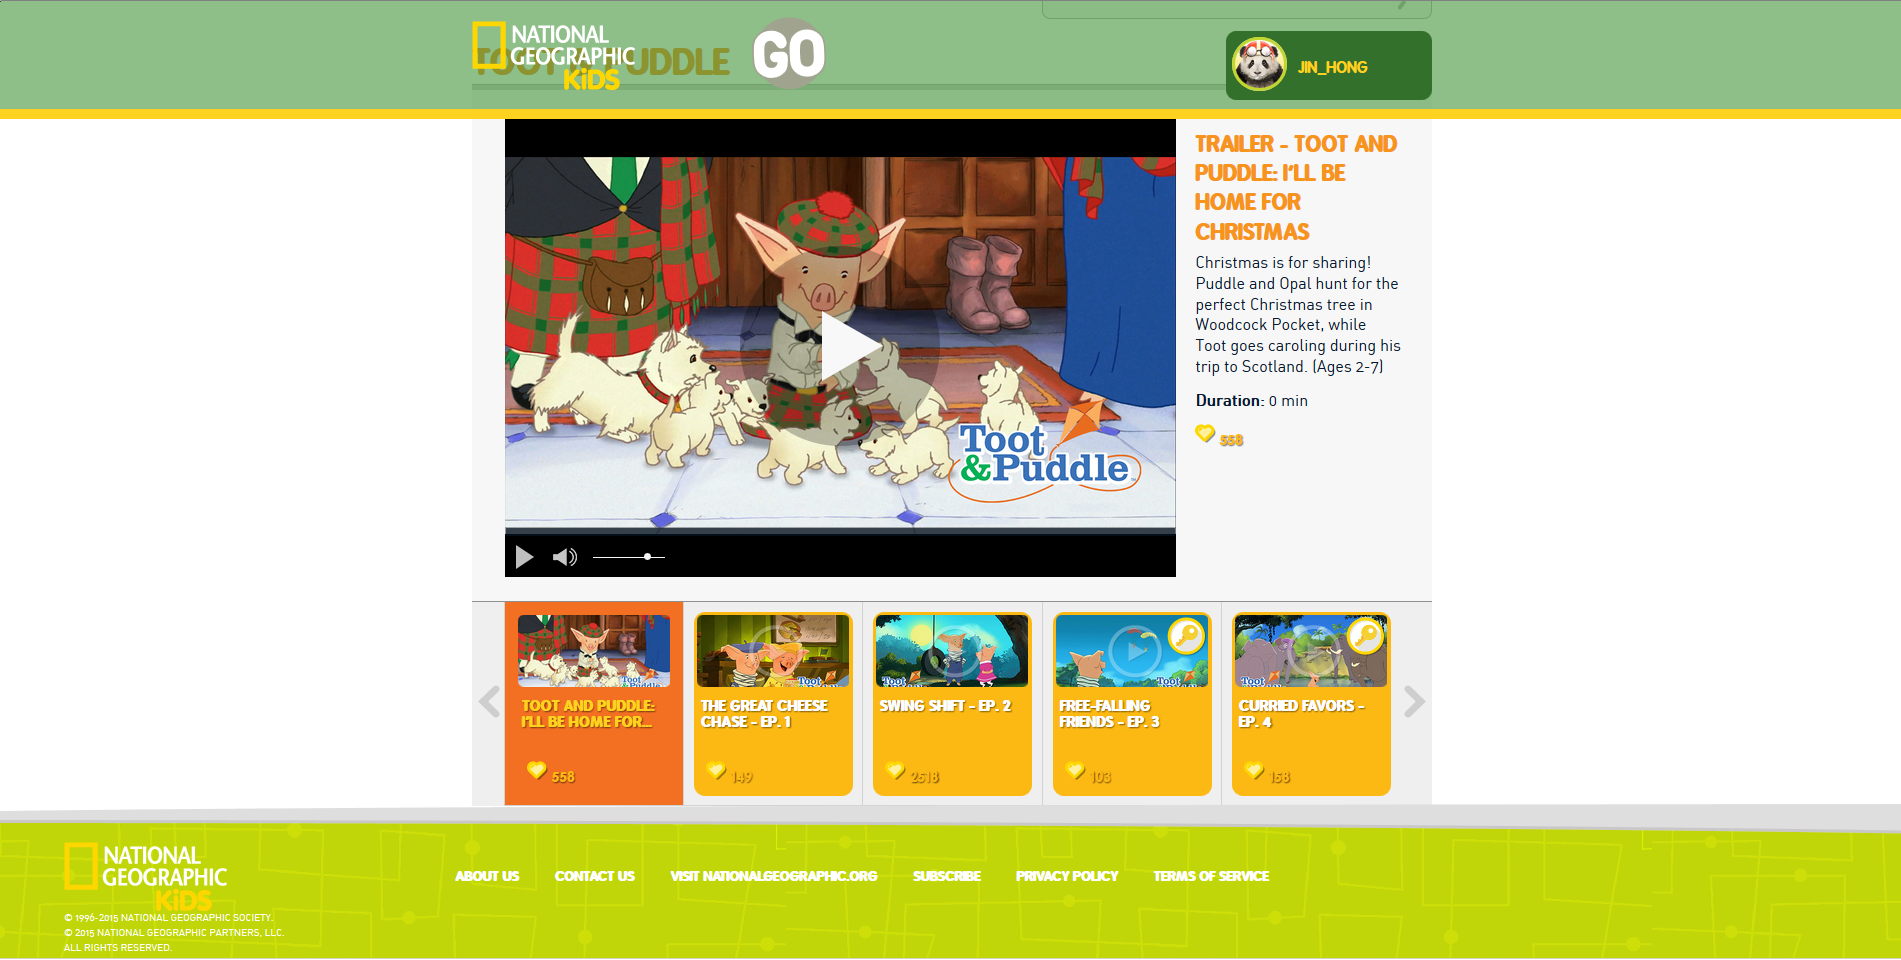 NATIONAL
GEOGRAPHIC
KiDS
GO
JIN_HONG
TRAILER - TOOT AND
PUDDLE: I'LL BE
HOME FOR
CHRISTMAS
Christmas is for sharing!
Puddle and Opal hunt for the
perfect Christmas tree in
Woodcock Pocket, while
Toot goes caroling during his
trip to Scotland. (Ages 2-7)
Duration: 0 min
558
Toot
&Puddle
TOOT AND PUDDLE:
I'LL BE HOME FOR...
558
THE GREAT CHEESE
CHASE - EP. 1
149
SWING SHIFT - EP. 2
2518
FREE-FALLING
FRIENDS - EP. 3
103
CURRIED FAVORS -
EP. 4
158
NATIONAL
GEOGRAPHIC
KiDS
ABOUT US
CONTACT US
VISIT NATIONALGEOGRAPHIC.ORG
SUBSCRIBE
PRIVACY POLICY
TERMS OF SERVICE
© 1996-2015 NATIONAL GEOGRAPHIC SOCIETY.
© 2015 NATIONAL GEOGRAPHIC PARTNERS, LLC.
ALL RIGHTS RESERVED.